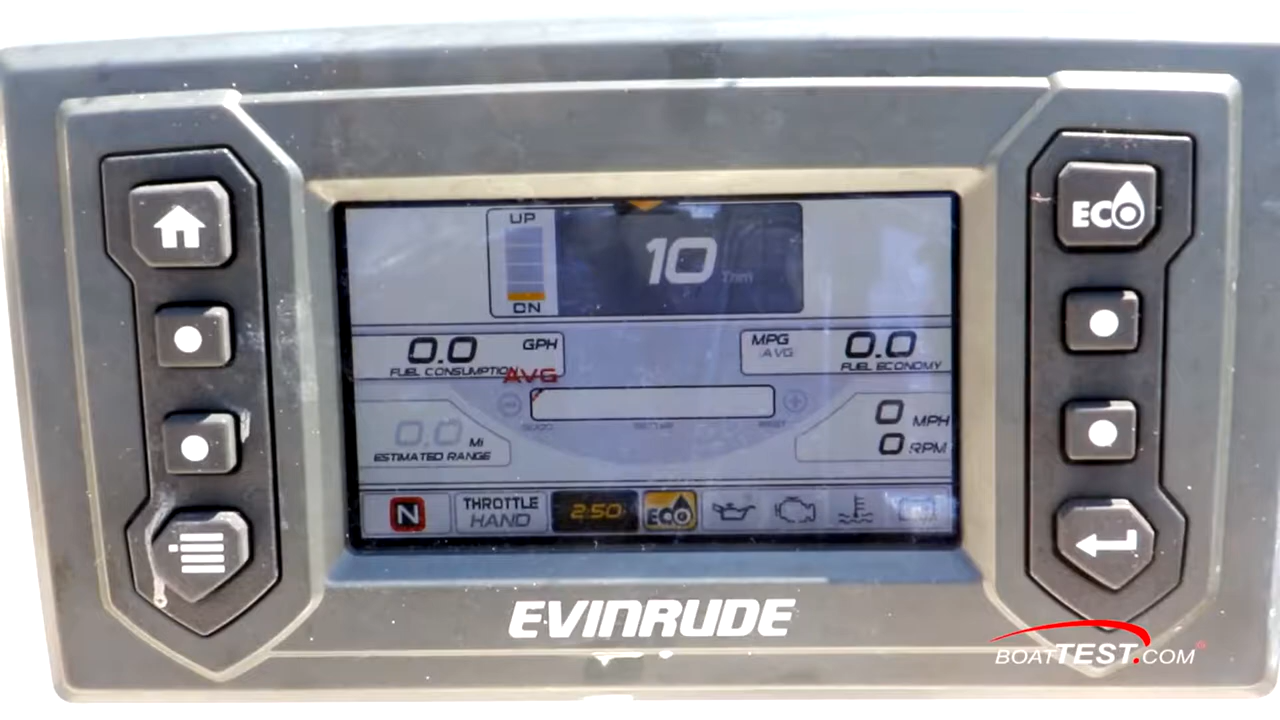 UP
10 Trim
ON
0.0 GPH
FUEL CONSUMPTION
AVG
MPG
AVG
0.0
FUEL ECONOMY
ECO
0.0 MI
ESTIMATED RANGE
0 MPH
0 RPM
N
THROTTLE
HAND
2:50
ECO
EVINRUDE
BOATTEST.COM